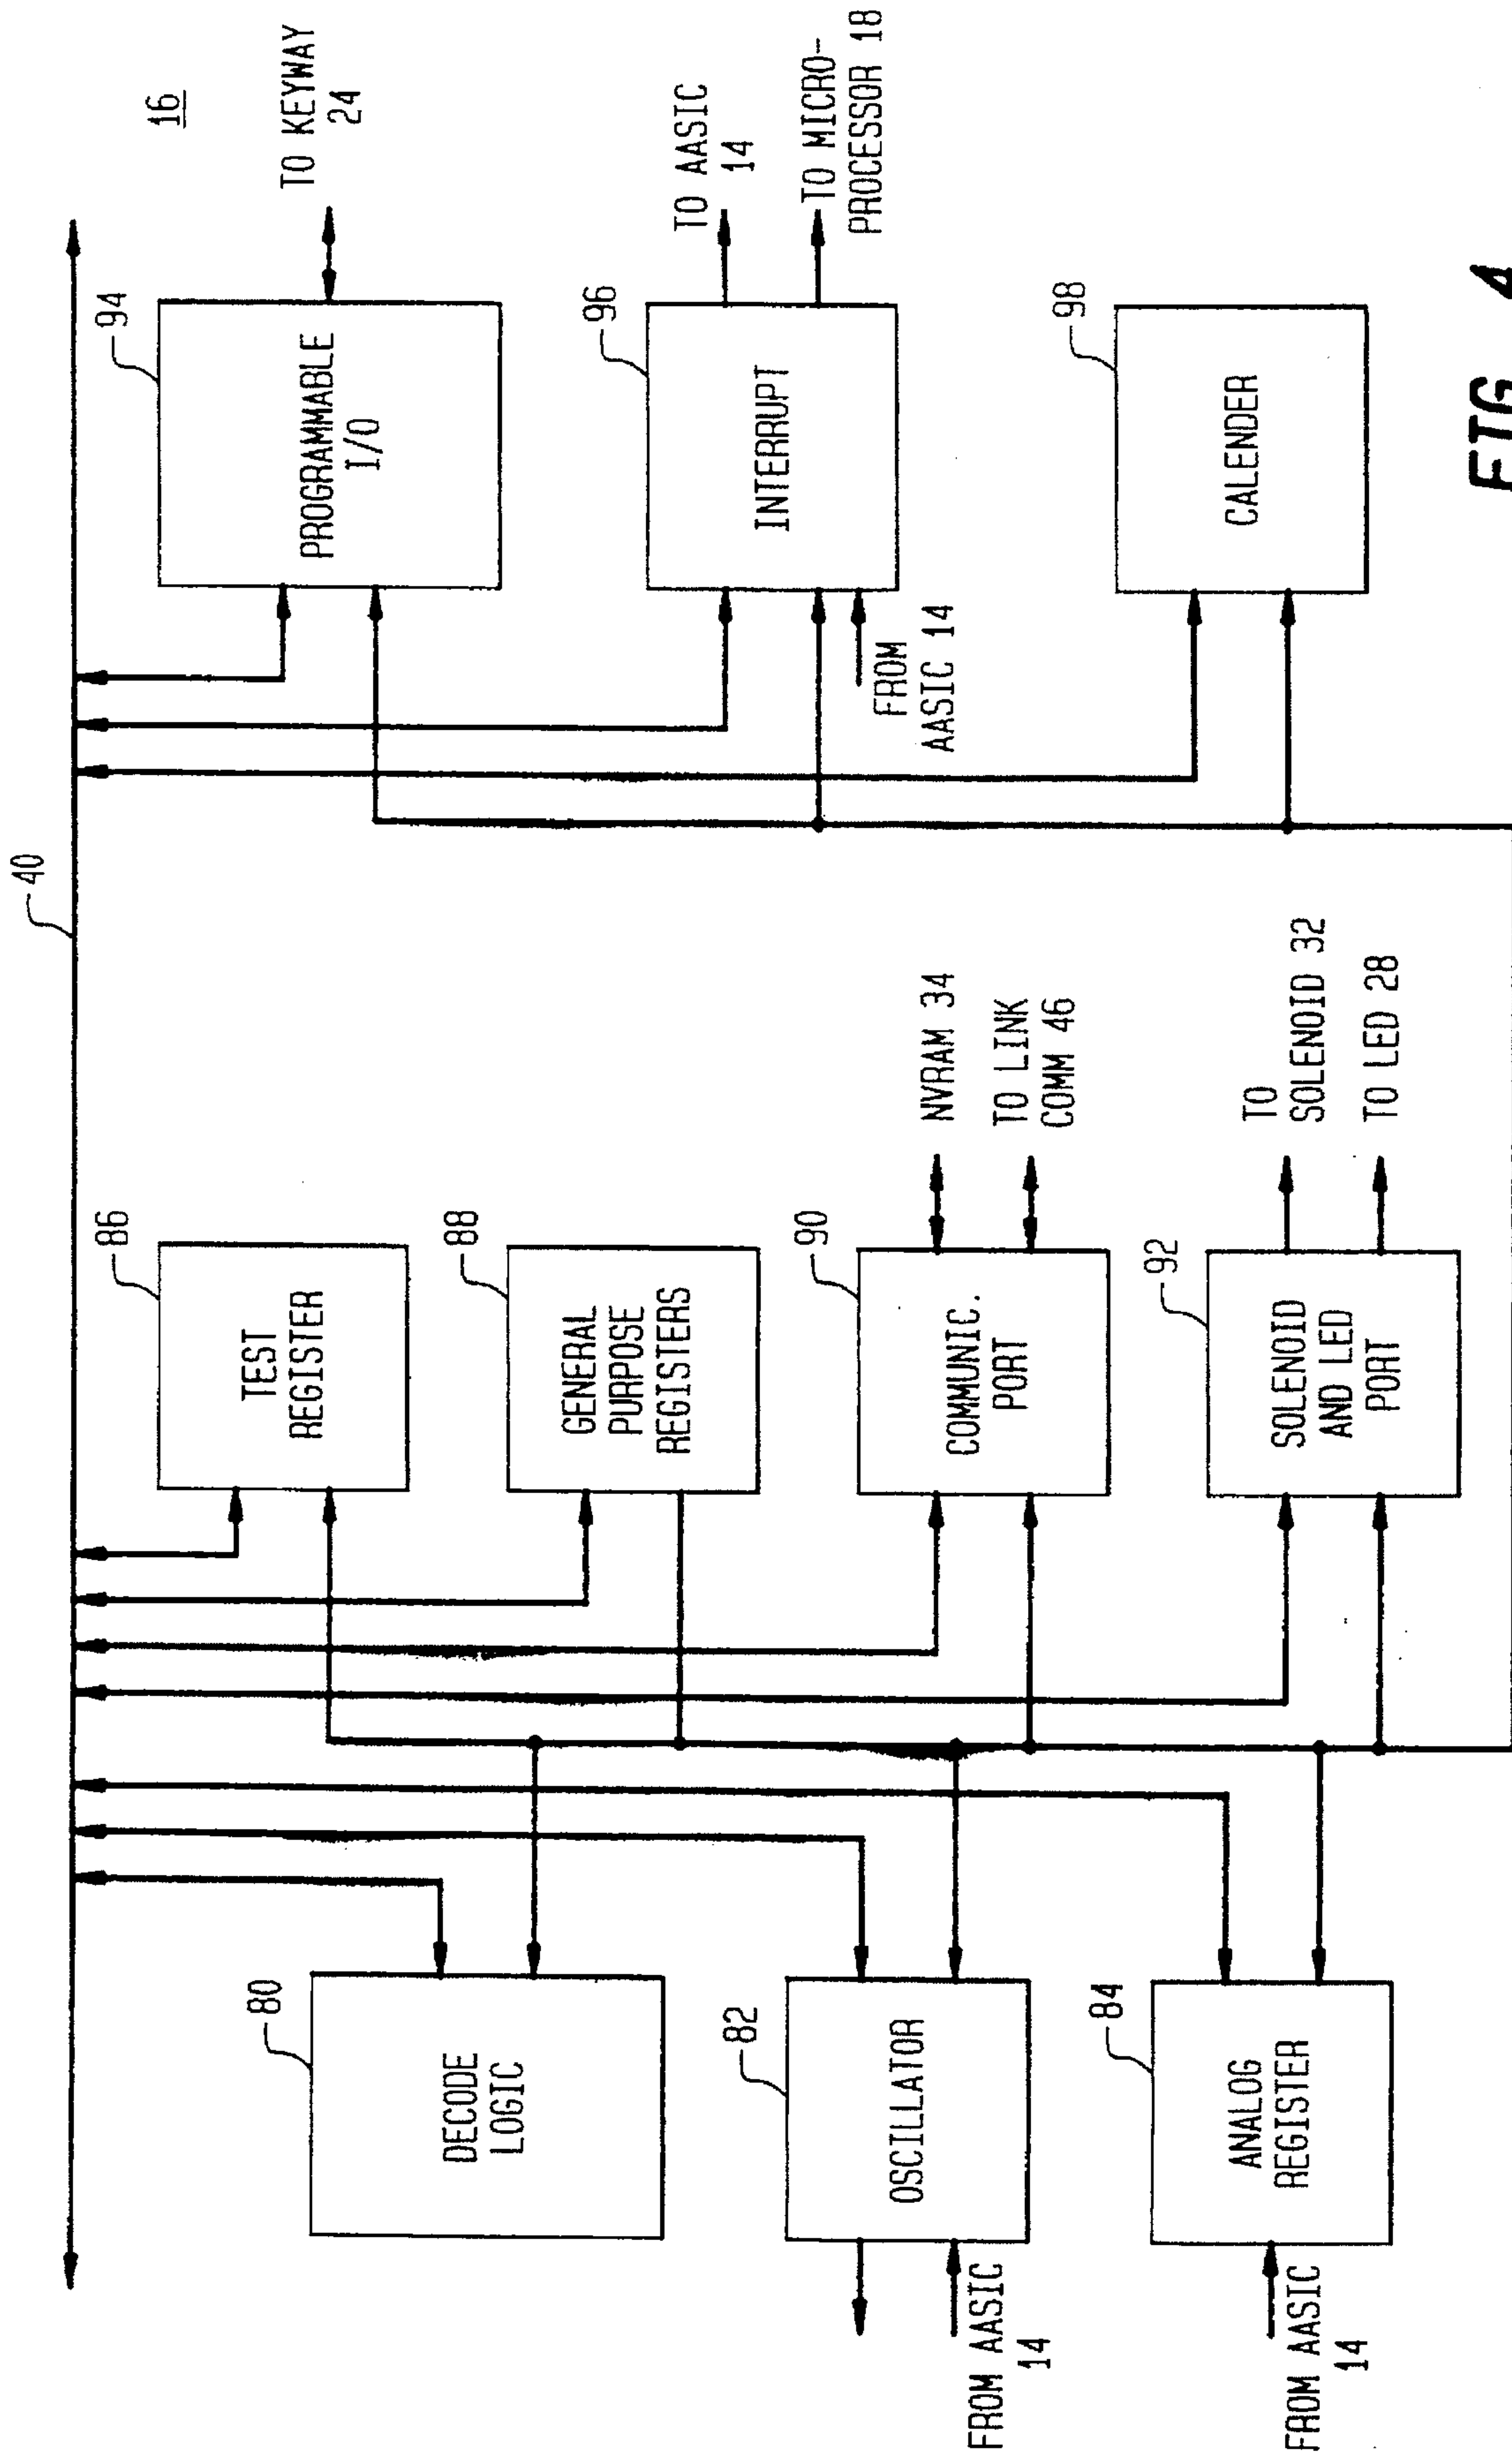 16
40
80
DECODE
LOGIC
82
OSCILLATOR
FROM AASIC
14
84
ANALOG
REGISTER
FROM AASIC
14
86
TEST
REGISTER
88
GENERAL
PURPOSE
REGISTERS
90
COMMUNIC.
PORT
NVRAM 34
TO LINK
COMM 46
92
SOLENOID
AND LED
PORT
TO
SOLENOID 32
TO LED 28
94
PROGRAMMABLE
I/O
TO KEYWAY
24
96
INTERRUPT
TO AASIC
14
TO MICRO-
PROCESSOR 18
FROM
AASIC 14
98
CALENDER
FIG. 4